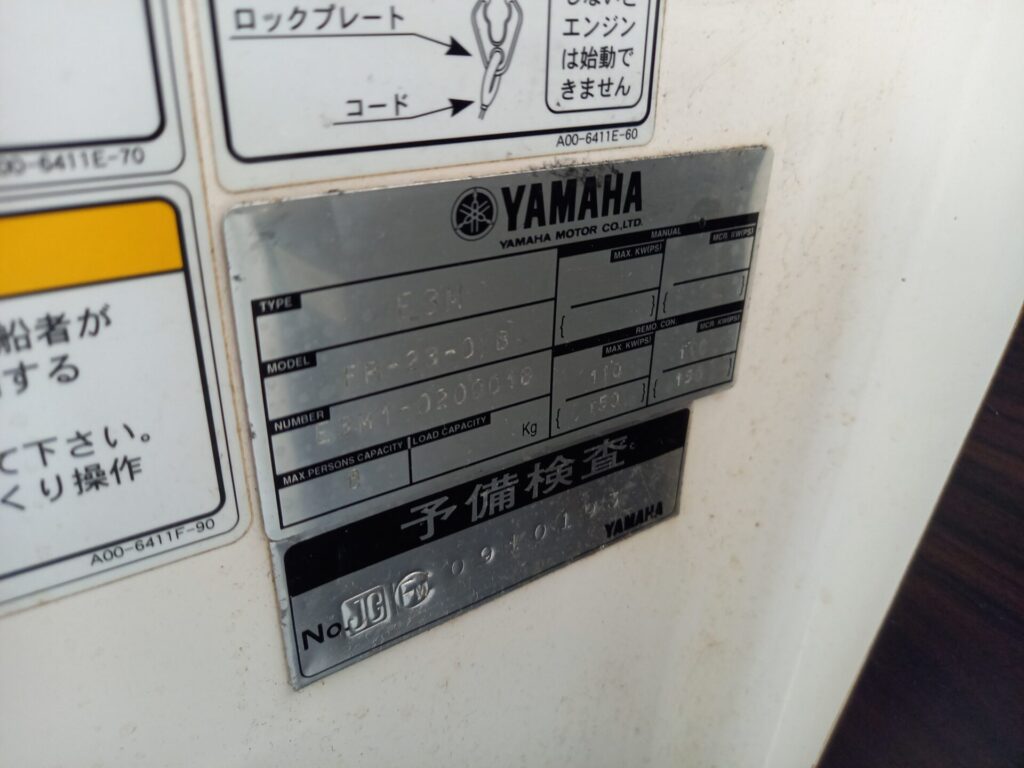 ロックプレート
コード
エンジン
は始動で
きません
A00-6411E-60
00-6411E-70
船者が
する
て下さい。
くり操作
A00-6411F-90
YAMAHA
YAMAHA MOTOR CO.,LTD.
MANUAL
MAX. KW(PS)
MCR. KW(PS)
TYPE
REMO. CON.
MAX. KW(PS)
MCR. KW(PS)
MODEL
110
NUMBER
150
MAX PERSONS CAPACITY
LOAD CAPACITY
Kg
予備検査
YAMAHA
No. JG